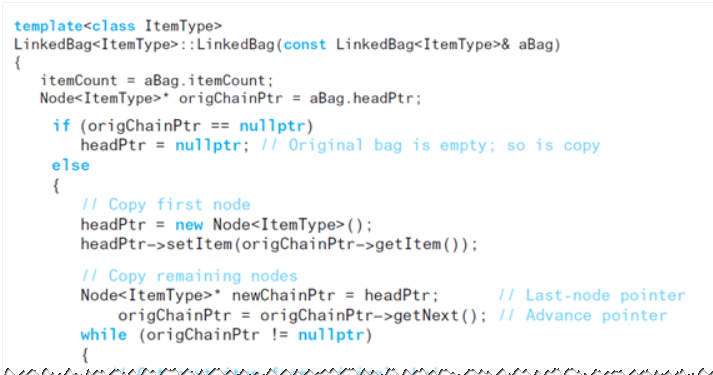 template<class ItemType>
LinkedBag<ItemType>::LinkedBag(const LinkedBag<ItemType>& aBag)
{
itemCount = aBag.itemCount;
Node<ItemType>* origChainPtr = aBag.headPtr;
if (origChainPtr == nullptr)
headPtr = nullptr; // Original bag is empty; so is copy
else
{
// Copy first node
headPtr = new Node<ItemType>();
headPtr->setItem(origChainPtr->getItem());
// Copy remaining nodes
Node<ItemType>* newChainPtr = headPtr; // Last-node pointer
origChainPtr = origChainPtr->getNext(); // Advance pointer
while (origChainPtr != nullptr)
{